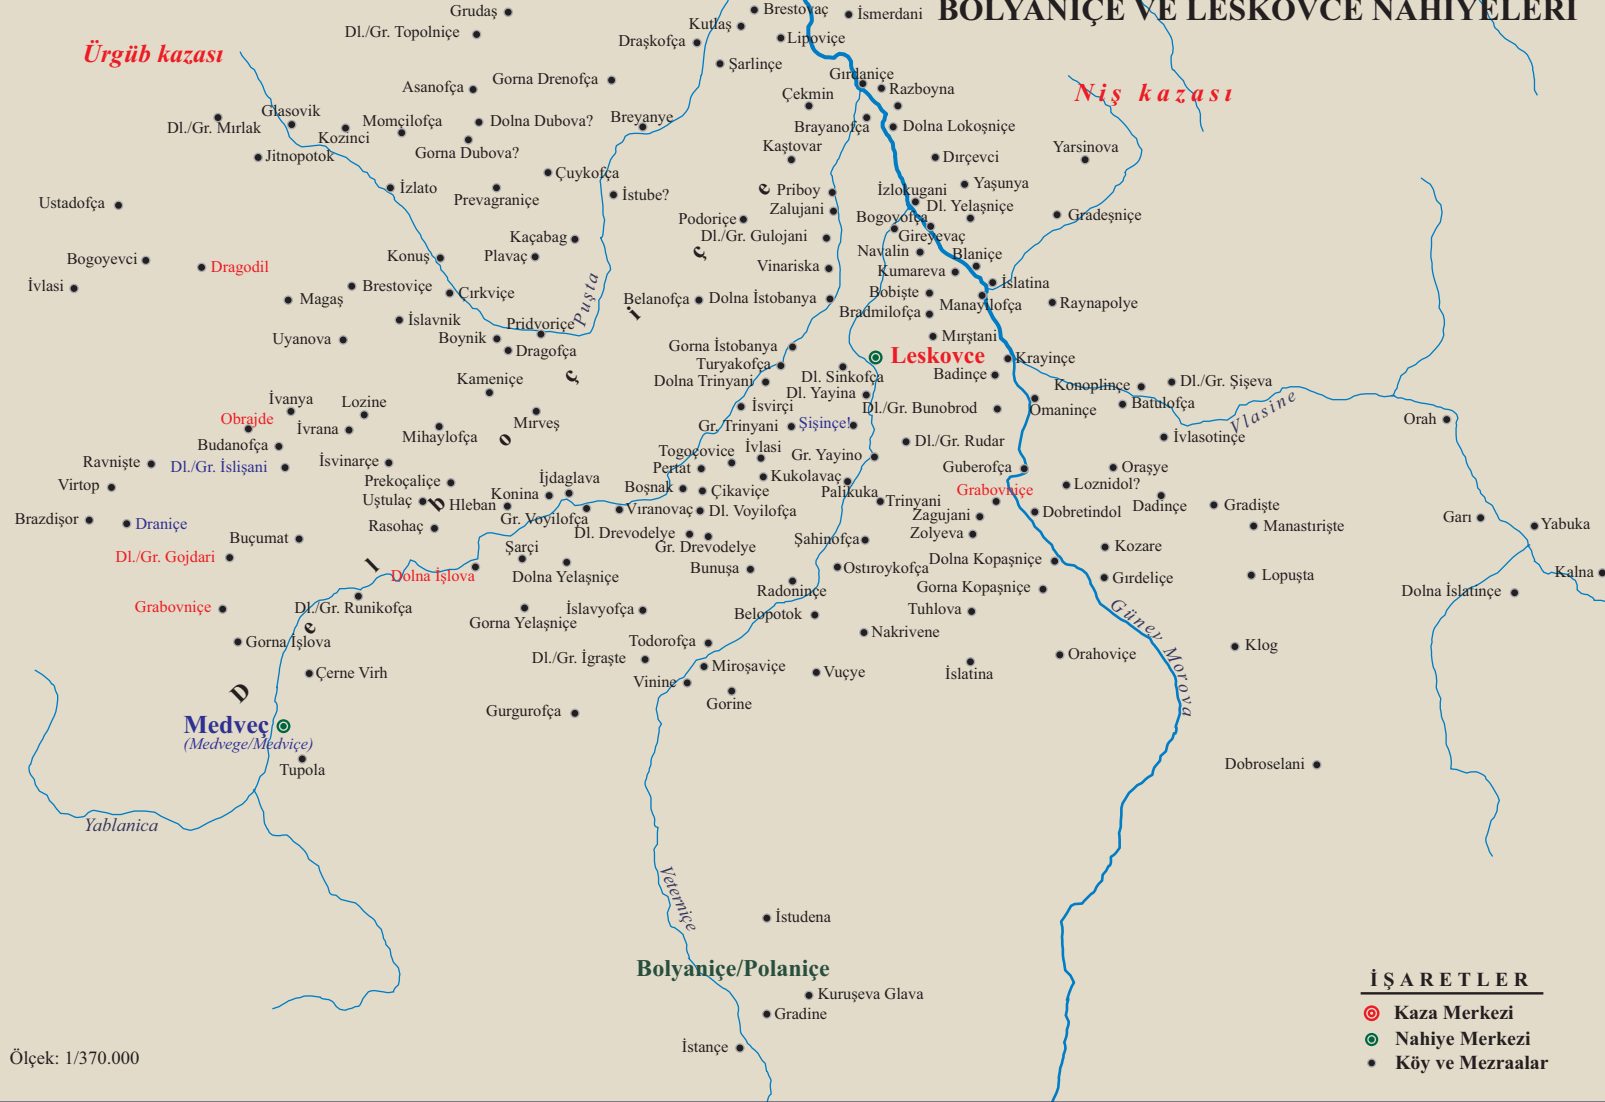 BOLYANİÇE VE LESKOVCE NAHİYELERİ
Grudaş
Brestovaç
İsmerdani
Dl./Gr. Topolniçe
Kutlaş
Draşkofça
Lipoviçe
Ürgüb kazası
Şarlinçe
Gırdaniçe
Asanofça
Gorna Drenofça
Çekmin
Razboyna
Niş kazası
Glasovik
Dl./Gr. Mırlak
Kozinci
Momçilofça
Dolna Dubova?
Breyanye
Brayanofça
Dolna Lokoşniçe
Jitnopotok
Gorna Dubova?
Kaştovar
Dırçevci
Yarsinova
Çuykofça
İzlato
Prevagraniçe
İstube?
Priboy
İzlokugani
Yaşunya
Ustadofça
Zalujani
Dl. Yelaşniçe
Podoriçe
Bogovofça
Gradeşniçe
Kaçabag
Dl./Gr. Gulojani
Gireyevaç
Bogoyevci
Dragodil
Konuş
Plavaç
Navalin
Blaniçe
Vinariska
Kumareva
İvlasi
Magaş
Brestoviçe
Çırkviçe
Puşta
Belanofça
Dolna İstobanya
Bobişte
İslatina
Manayilofça
Raynapolye
İslavnik
Pridvoriçe
Bradmilofça
Uyanova
Boynik
Dragofça
Gorna İstobanya
Mırştani
Turyakofça
Leskovce
Krayinçe
Kameniçe
Dolna Trinyani
Dl. Sinkofça
Badinçe
Konoplinçe
Dl./Gr. Şişeva
İvanya
Lozine
İsvirçi
Dl. Yayina
Dl./Gr. Bunobrod
Omaninçe
Batulofça
Vlasine
Orah
Obrajde
İvrana
Mırveş
Mihaylofça
Gr. Trinyani
Şişinçe!
Budanofça
İvlasi
Dl./Gr. Rudar
İvlasotinçe
Ravnişte
Dl./Gr. İslişani
İsvinarçe
Togoçovice
Pertat
Gr. Yayino
Guberofça
Oraşye
Virtop
Prekoçaliçe
İjdaglava
Boşnak
Kukolavaç
Çikaviçe
Palikuka
Grabovniçe
Loznidol?
Uştulaç
Hleban
Konina
Trinyani
Dadinçe
Gradişte
Brazdişor
Draniçe
Rasohaç
Gr. Voyilofça
Viranovaç
Dl. Voyilofça
Zagujani
Dobretindol
Manastırişte
Garı
Yabuka
Buçumat
Dl. Drevodelye
Gr. Drevodelye
Şahinofça
Zolyeva
Dl./Gr. Gojdari
Şarçi
Kozare
Dolna İşlova
Dolna Yelaşniçe
Bunuşa
Ostıroykofça
Dolna Kopaşniçe
Gırdeliçe
Lopuşta
Kalna
Grabovniçe
Dl./Gr. Runikofça
Radoninçe
Gorna Kopaşniçe
Dolna İslatinçe
Gorna Yelaşniçe
İslavyofça
Belopotok
Tuhlova
Güney Morova
Gorna İşlova
Todorofça
Nakrivene
Klog
Çerne Virh
Dl./Gr. İgraşte
Miroşaviçe
Vuçye
İslatina
Orahoviçe
Vinine
Gorine
Gurgurofça
D e l b o ç i ç e
Medveç
(Medvege/Medviçe)
Tupola
Dobroselani
Yablanica
Veterniçe
İstudena
Bolyaniçe/Polaniçe
Kuruşeva Glava
Gradine
İstançe
Ölçek: 1/370.000
İŞARETLER
Kaza Merkezi
Nahiye Merkezi
Köy ve Mezraalar